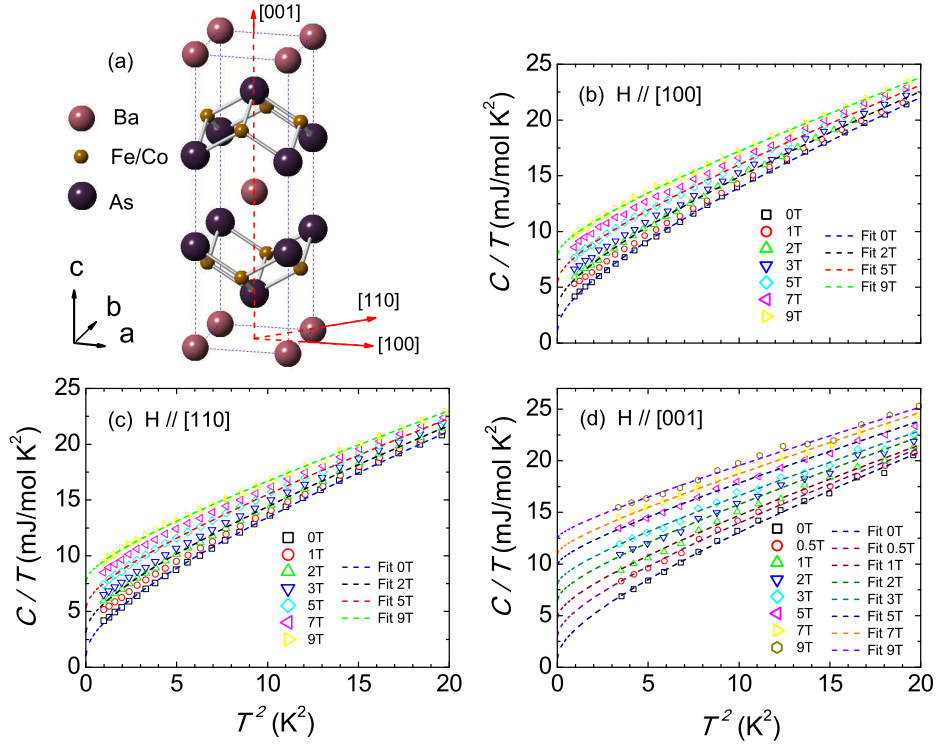 (a)
[001]
Ba
Fe/Co
As
c
b
a
[110]
[100]
(b) H // [100]
C / T (mJ/mol K²)
25
20
15
10
5
0
0 5 10 15 20
0T
1T
2T
3T
5T
7T
9T
Fit 0T
Fit 2T
Fit 5T
Fit 9T
(c) H // [110]
C / T (mJ/mol K²)
25
20
15
10
5
0
0 5 10 15 20
T² (K²)
0T
1T
2T
3T
5T
7T
9T
Fit 0T
Fit 2T
Fit 5T
Fit 9T
(d) H // [001]
C / T (mJ/mol K²)
25
20
15
10
5
0
0 5 10 15 20
T² (K²)
0T
0.5T
1T
2T
3T
5T
7T
9T
Fit 0T
Fit 0.5T
Fit 1T
Fit 2T
Fit 3T
Fit 5T
Fit 7T
Fit 9T